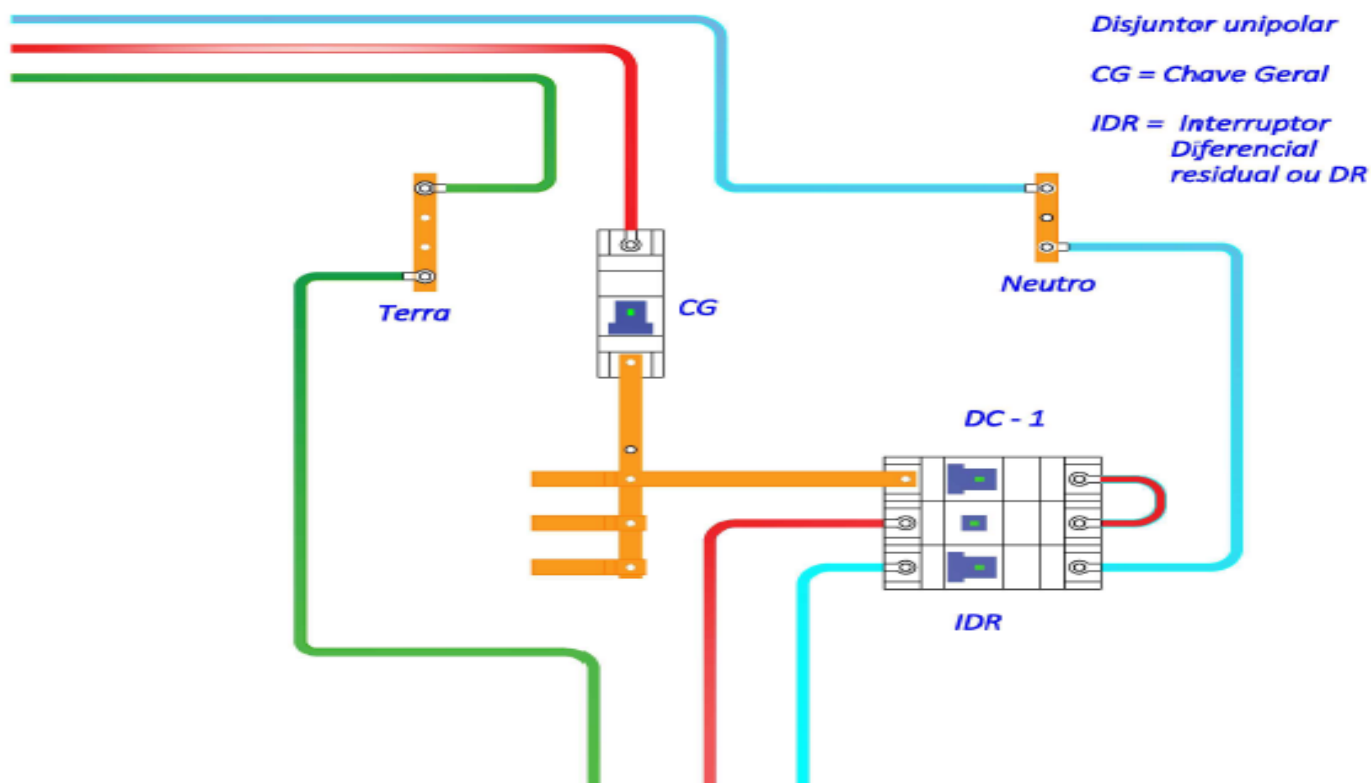 Disjuntor unipolar
CG = Chave Geral
IDR = Interruptor
Diferencial
residual ou DR
Terra
CG
Neutro
DC - 1
IDR